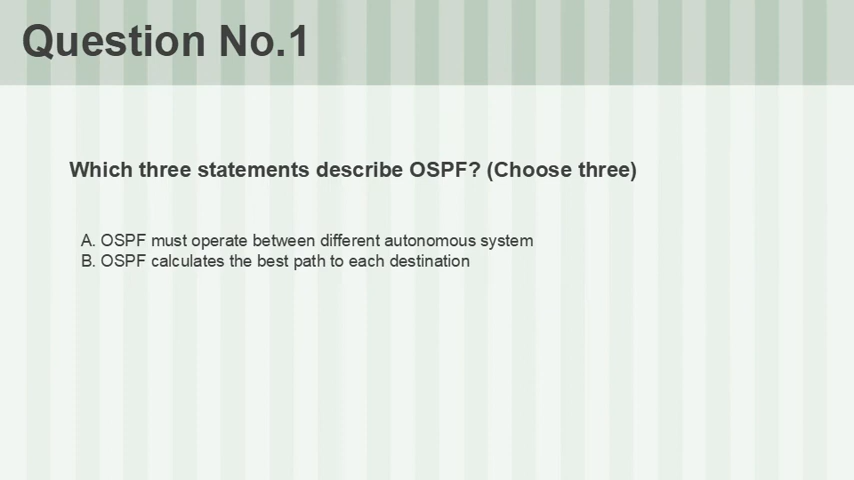 Question No.1
Which three statements describe OSPF? (Choose three)
A. OSPF must operate between different autonomous system
B. OSPF calculates the best path to each destination